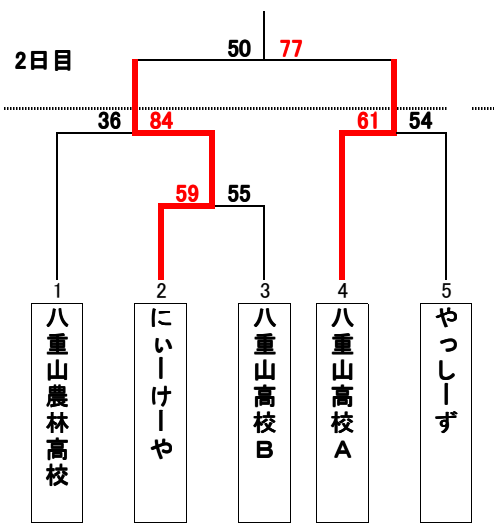 50 77
2日目
36 84 61 54
59 55
1 2 3 4 5
八重山農林高校
にぃーけーや
八重山高校B
八重山高校A
やっしーず